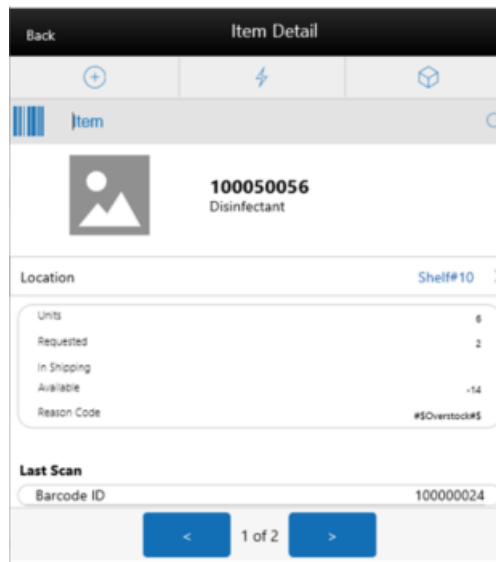 Back Item Detail
Item
100050056
Disinfectant
Location Shelf#10
Units 6
Requested 2
In Shipping
Available -14
Reason Code #$Overstock#$
Last Scan
Barcode ID 100000024
< 1 of 2 >